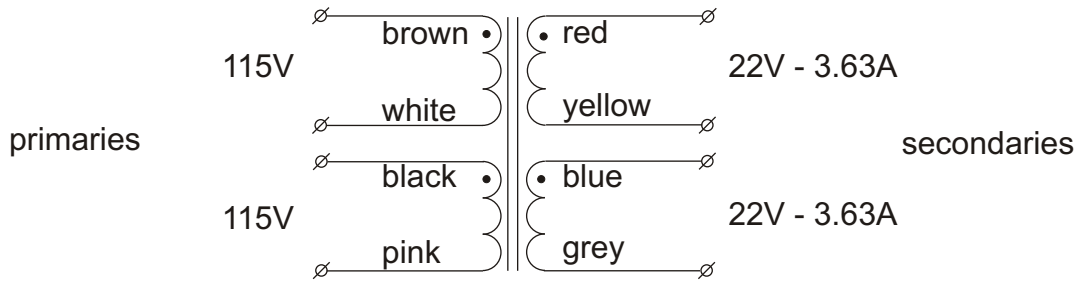 brown
red
115V
22V - 3.63A
white
yellow
primaries
secondaries
black
blue
115V
22V - 3.63A
pink
grey